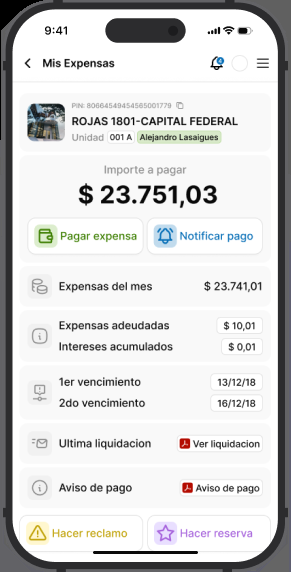 9:41
Mis Expensas
PIN: 80664549454565001779
ROJAS 1801-CAPITAL FEDERAL
Unidad 001 A Alejandro Lasaigues
Importe a pagar
$ 23.751,03
Pagar expensa Notificar pago
Expensas del mes $ 23.741,01
Expensas adeudadas $ 10,01
Intereses acumulados $ 0,01
1er vencimiento 13/12/18
2do vencimiento 16/12/18
Ultima liquidacion Ver liquidacion
Aviso de pago Aviso de pago
Hacer reclamo Hacer reserva